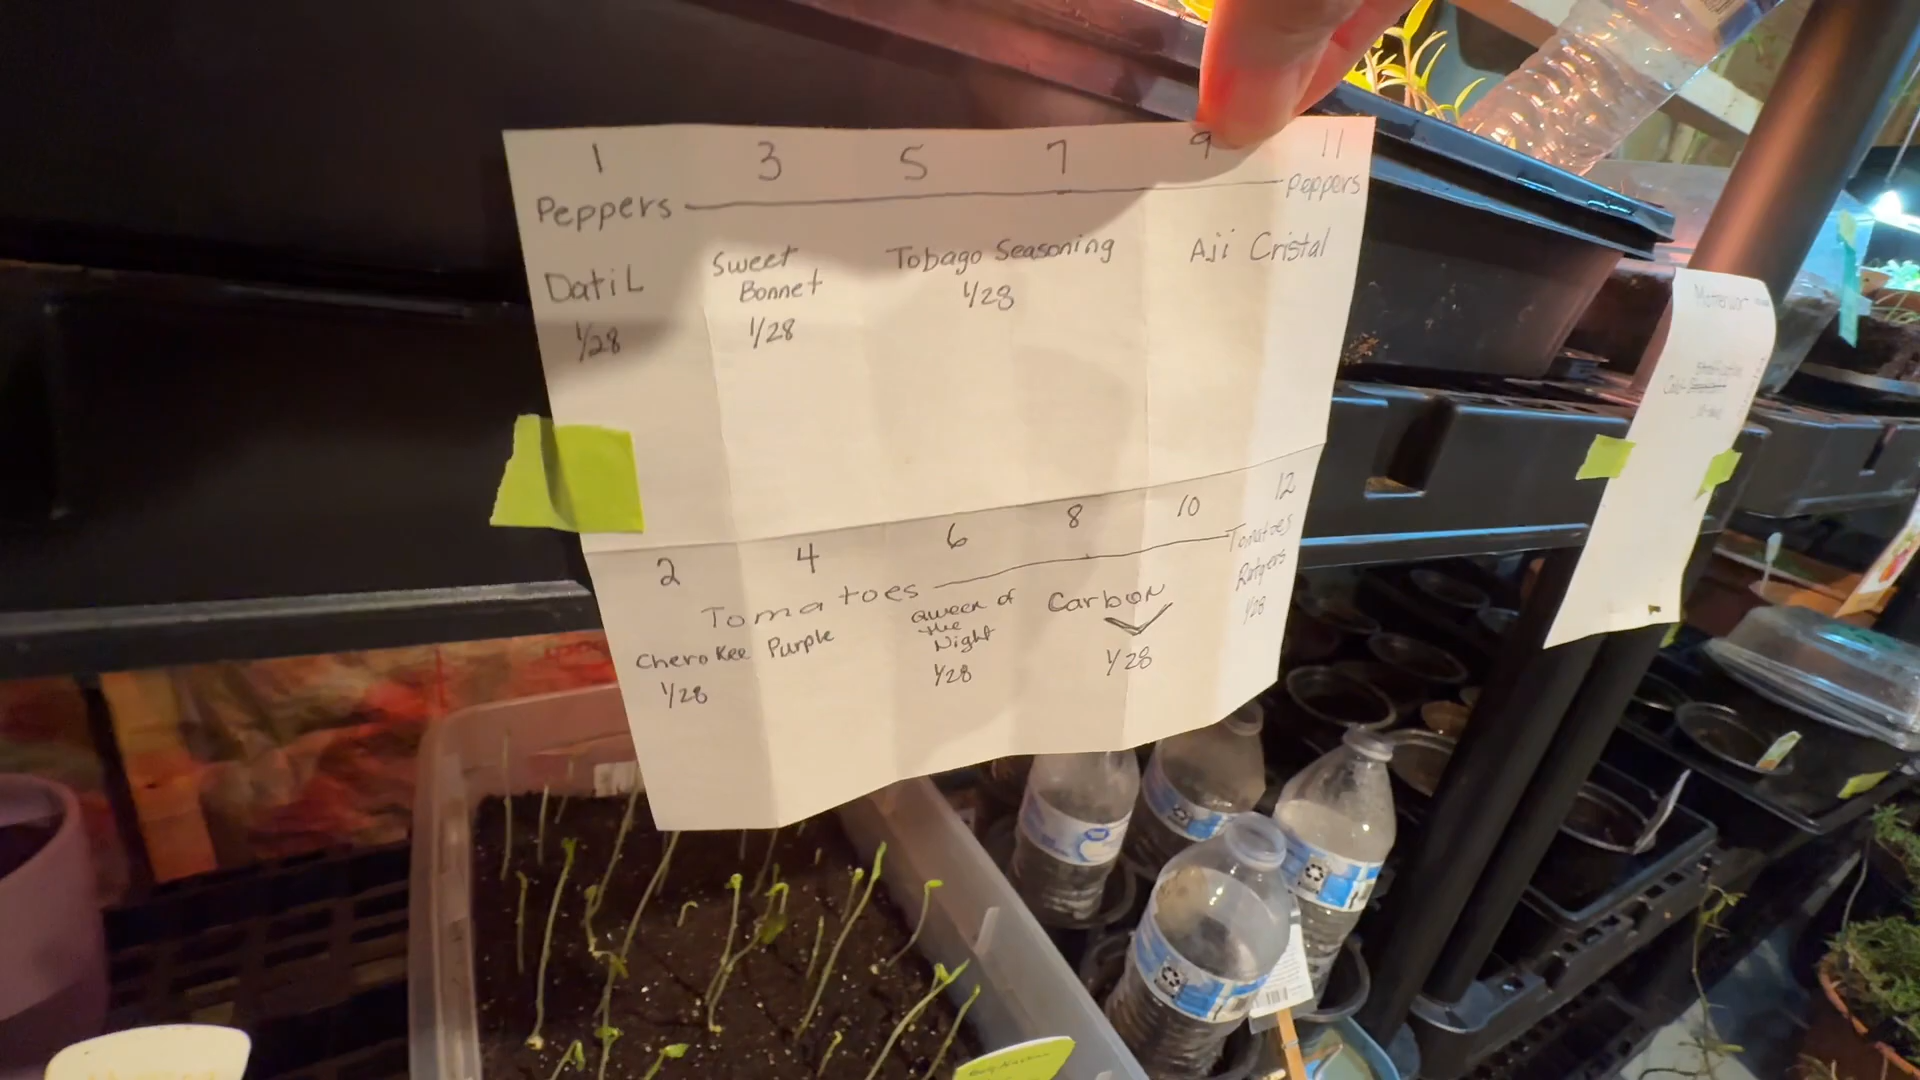 1 3 5 7 9 11
Peppers Peppers
Datil Sweet Bonnet Tobago Seasoning Aji Cristal
1/28 1/28 1/28
2 4 6 8 10 12
Tomatoes Tomatoes
Cherokee Purple Queen of the Night Carbon Rutgers
1/28 1/28 1/28 1/28